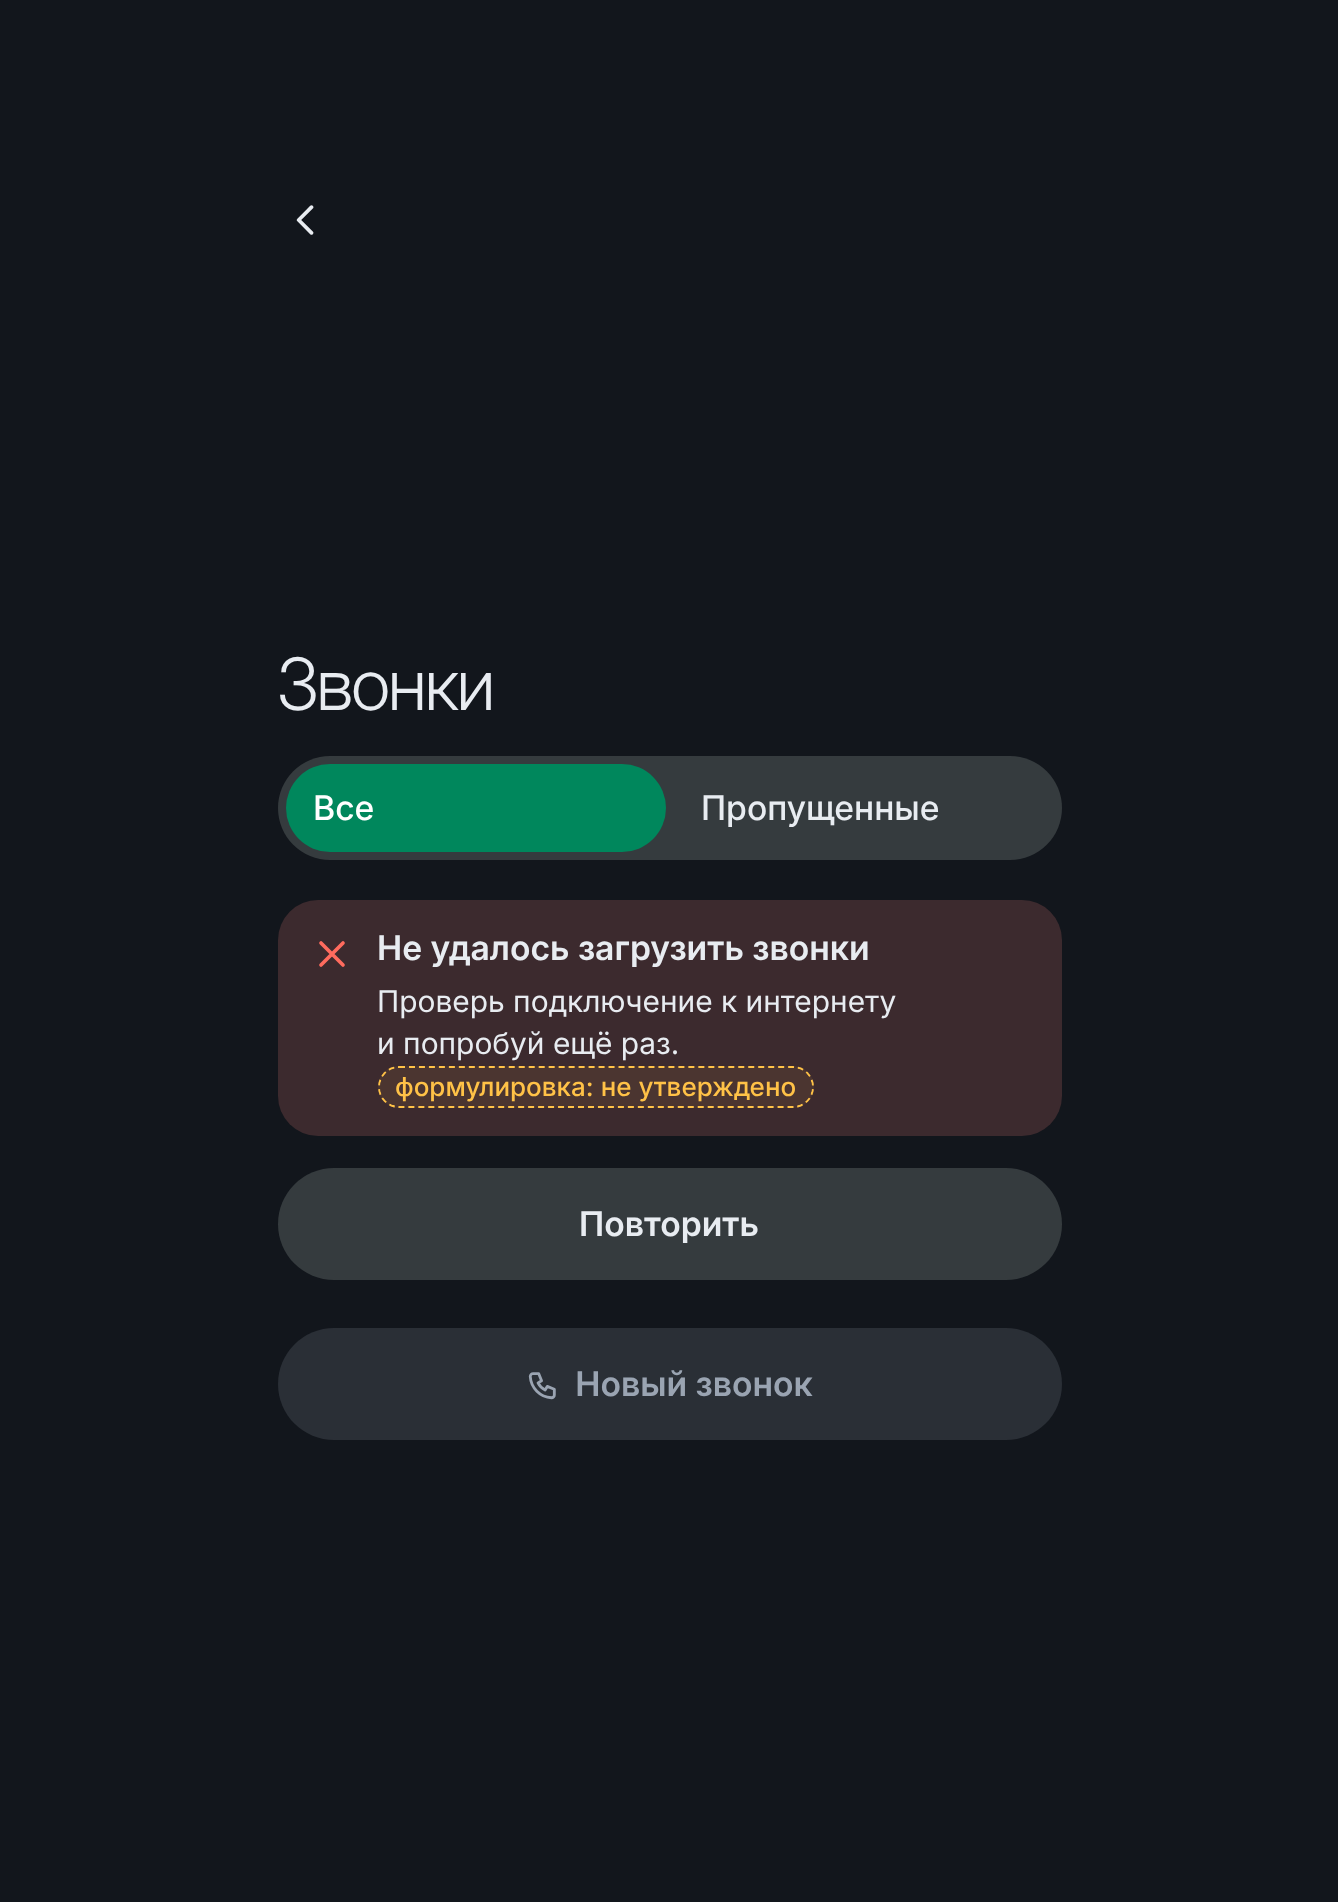 Звонки
Все
Пропущенные
Не удалось загрузить звонки
Проверь подключение к интернету
и попробуй ещё раз.
формулировка: не утверждено
Повторить
Новый звонок